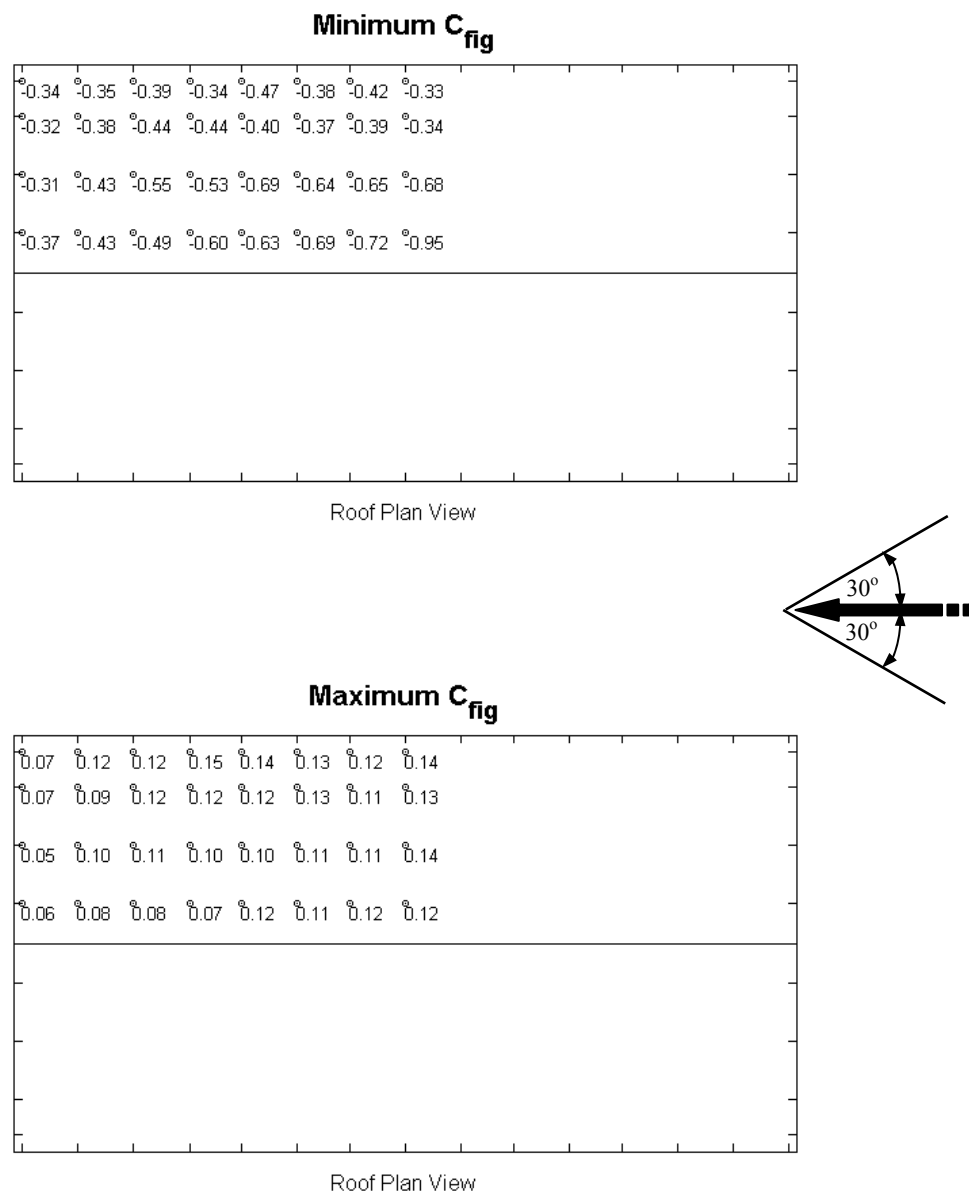 Minimum Cfig
-0.34 -0.35 -0.39 -0.34 -0.47 -0.38 -0.42 -0.33
-0.32 -0.38 -0.44 -0.44 -0.40 -0.37 -0.39 -0.34
-0.31 -0.43 -0.55 -0.53 -0.69 -0.64 -0.65 -0.68
-0.37 -0.43 -0.49 -0.60 -0.63 -0.69 -0.72 -0.95
Roof Plan View
30º
30º
Maximum Cfig
0.07 0.12 0.12 0.15 0.14 0.13 0.12 0.14
0.07 0.09 0.12 0.12 0.12 0.13 0.11 0.13
0.05 0.10 0.11 0.10 0.10 0.11 0.11 0.14
0.06 0.08 0.08 0.07 0.12 0.11 0.12 0.12
Roof Plan View